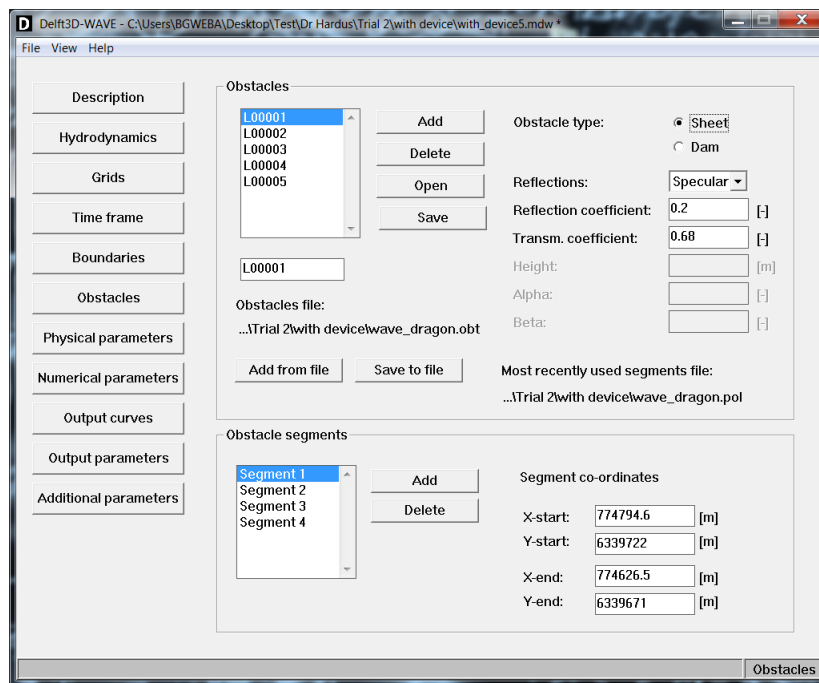 D Delft3D-WAVE - C:\Users\BGWEBA\Desktop\Test\Dr Hardus\Trial 2\with device\with_device5.mdw *
File View Help
Description
Hydrodynamics
Grids
Time frame
Boundaries
Obstacles
Physical parameters
Numerical parameters
Output curves
Output parameters
Additional parameters
Obstacles
L00001
L00002
L00003
L00004
L00005
Add
Delete
Open
Save
L00001
Obstacles file:
...\Trial 2\with device\wave_dragon.obt
Add from file Save to file
Obstacle type: Sheet
Dam
Reflections: Specular
Reflection coefficient: 0.2 [-]
Transm. coefficient: 0.68 [-]
Height: [m]
Alpha: [-]
Beta: [-]
Most recently used segments file:
...\Trial 2\with device\wave_dragon.pol
Obstacle segments
Segment 1
Segment 2
Segment 3
Segment 4
Add
Delete
Segment co-ordinates
X-start: 774794.6 [m]
Y-start: 6339722 [m]
X-end: 774626.5 [m]
Y-end: 6339671 [m]
Obstacles